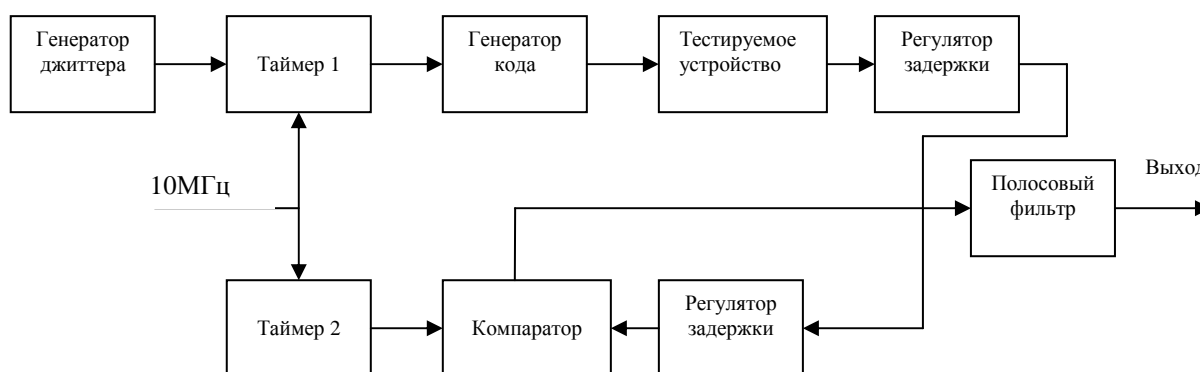 Генератор
джиттера
Таймер 1
Генератор
кода
Тестируемое
устройство
Регулятор
задержки
10МГц
Полосовый
фильтр
Выход
Таймер 2
Компаратор
Регулятор
задержки